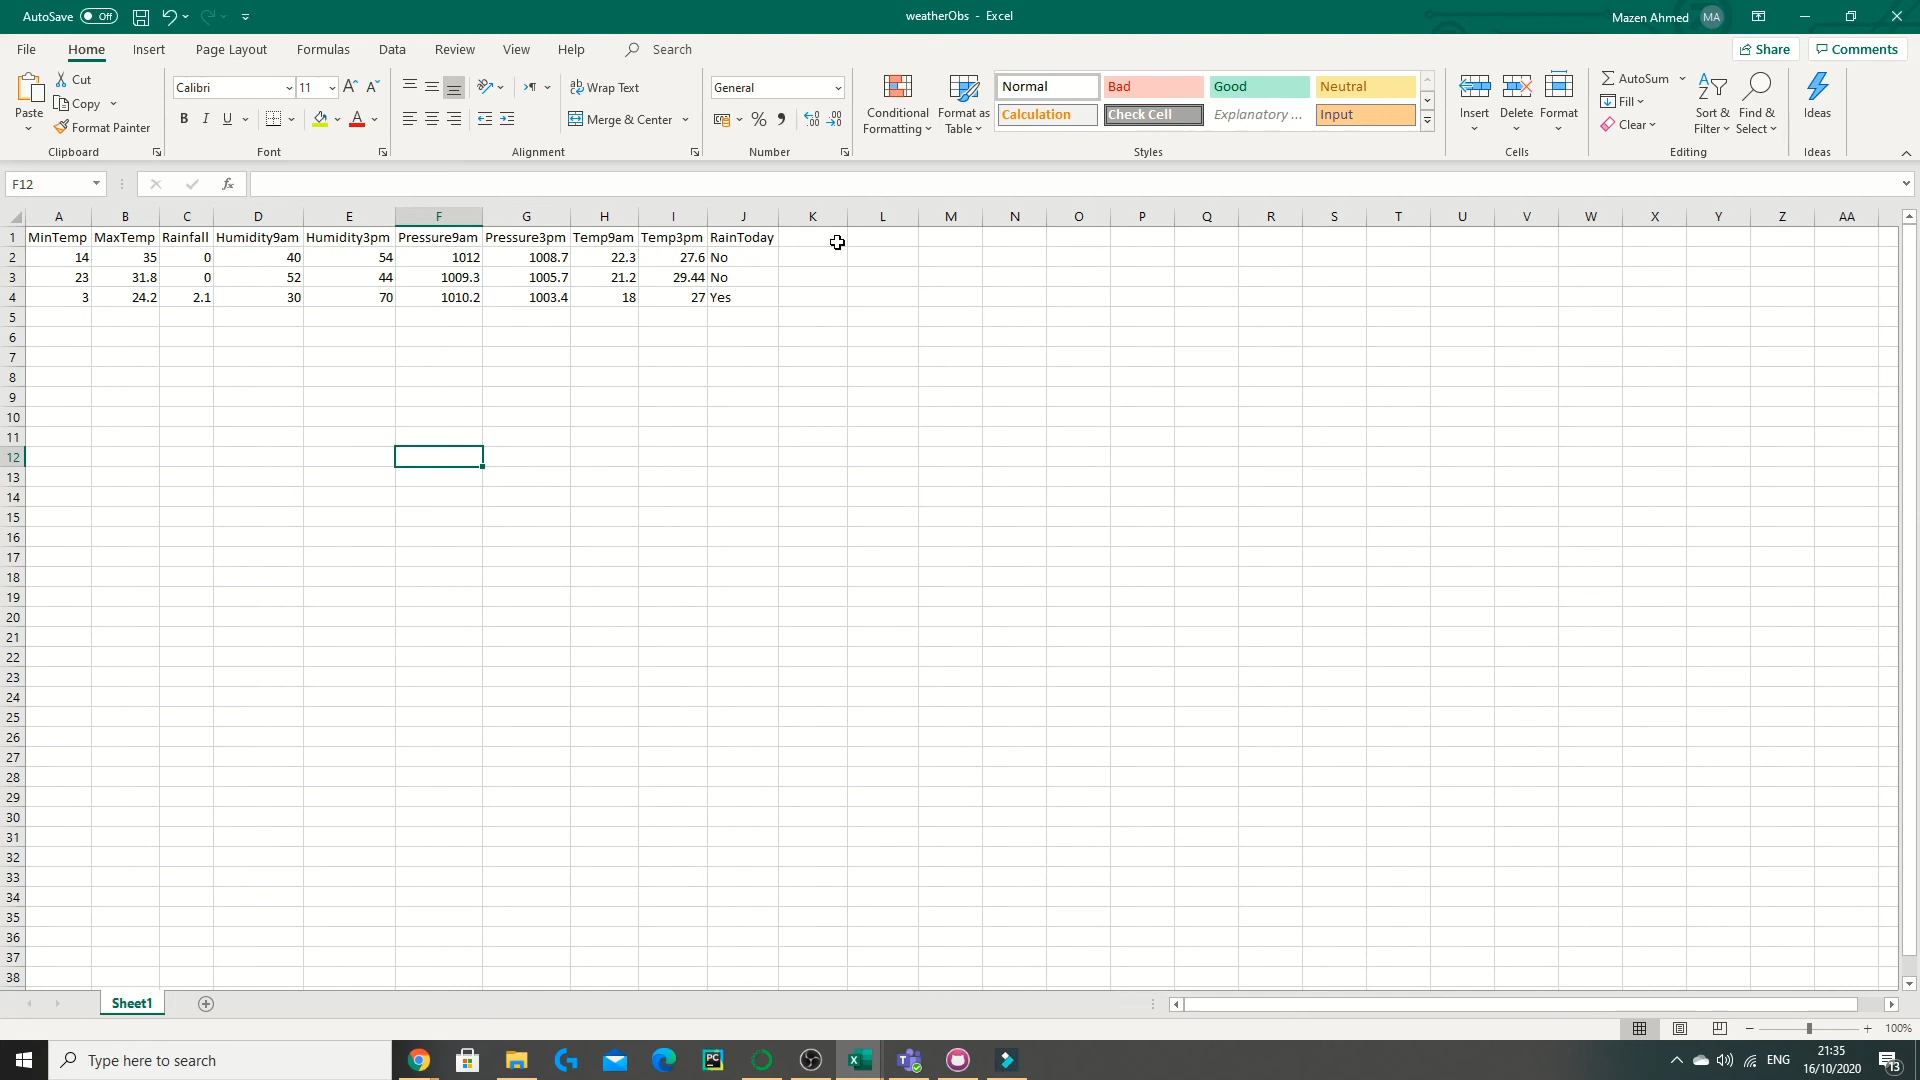 AutoSave Off weatherObs - Excel Mazen Ahmed MA
File Home Insert Page Layout Formulas Data Review View Help Search Share Comments
Paste Cut Copy Format Painter Clipboard
Calibri 11 B I U Font
Wrap Text Merge & Center Alignment
General % Number
Conditional Formatting Format as Table Normal Bad Good Neutral Calculation Check Cell Explanatory ... Input Styles
Insert Delete Format Cells
AutoSum Fill Clear Sort & Filter Find & Select Editing
Ideas Ideas
F12 fx
A B C D E F G H I J K L M N O P Q R S T U V W X Y Z AA
1 MinTemp MaxTemp Rainfall Humidity9am Humidity3pm Pressure9am Pressure3pm Temp9am Temp3pm RainToday
2 14 35 0 40 54 1012 1008.7 22.3 27.6 No
3 23 31.8 0 52 44 1009.3 1005.7 21.2 29.44 No
4 3 24.2 2.1 30 70 1010.2 1003.4 18 27 Yes
5
6
7
8
9
10
11
12
13
14
15
16
17
18
19
20
21
22
23
24
25
26
27
28
29
30
31
32
33
34
35
36
37
38
Sheet1
100%
Type here to search PC ENG 21:35
16/10/2020 13